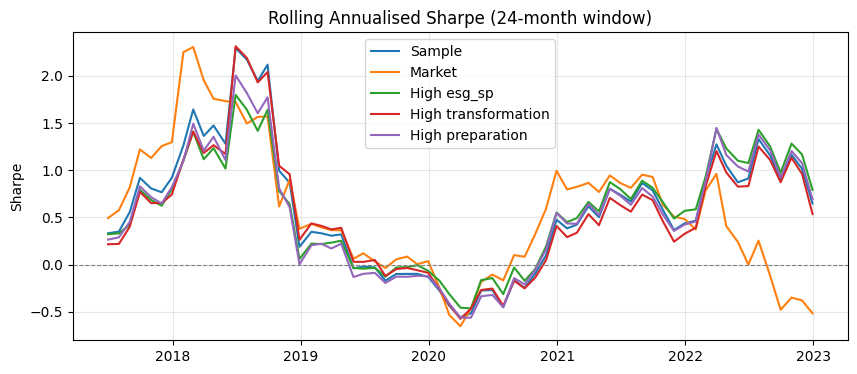 Rolling Annualised Sharpe (24-month window)
Sample
Market
High esg_sp
High transformation
High preparation
Sharpe
2.0
1.5
1.0
0.5
0.0
−0.5
2018
2019
2020
2021
2022
2023